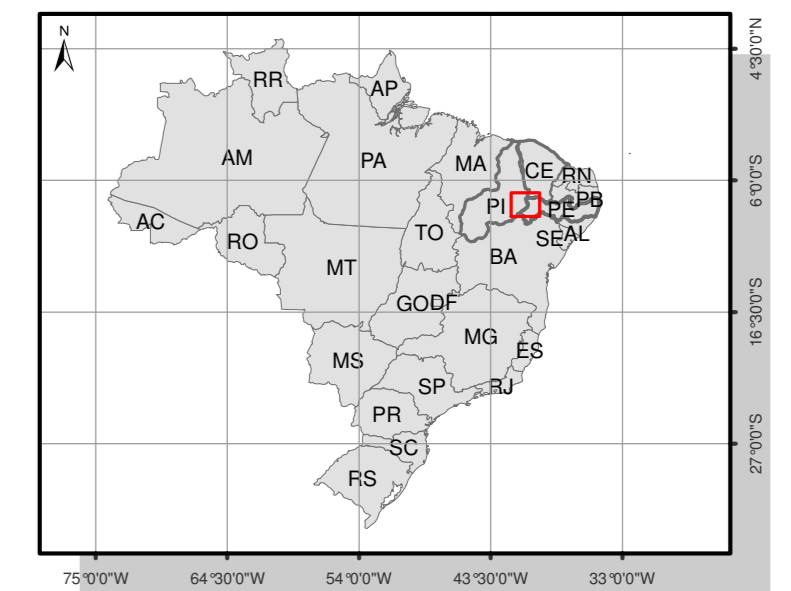 N
4°30'0"N
RR
AP
AM
PA
MA
CE
RN
6°0'0"S
PI
PE
PB
AC
RO
TO
SE
AL
MT
BA
GO
DF
16°30'0"S
MG
MS
ES
SP
RJ
PR
SC
27°0'0"S
RS
75°0'0"W
64°30'0"W
54°0'0"W
43°30'0"W
33°0'0"W